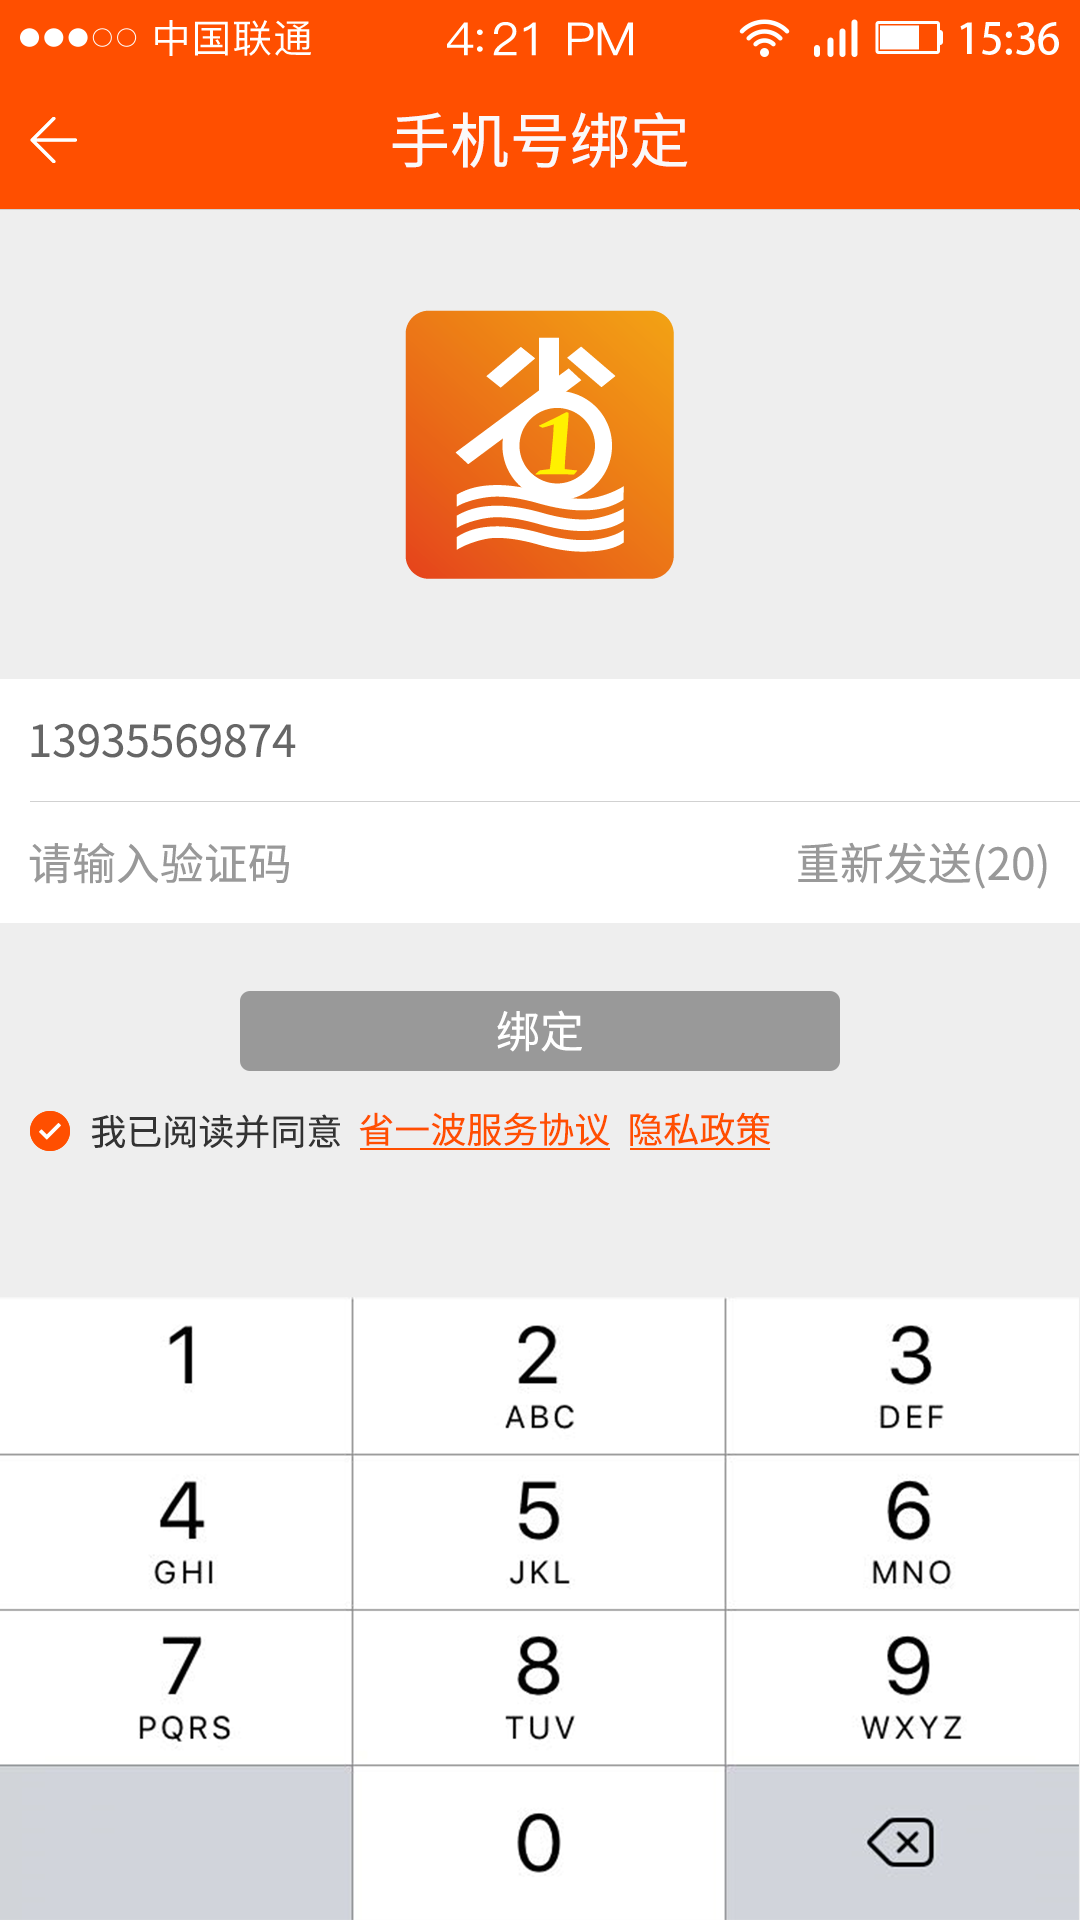 中国联通 4:21 PM 15:36
手机号绑定
省
1
13935569874
请输入验证码 重新发送(20)
绑定
我已阅读并同意 省一波服务协议 隐私政策
1 2 3
ABC DEF
4 5 6
GHI JKL MNO
7 8 9
PQRS TUV WXYZ
0